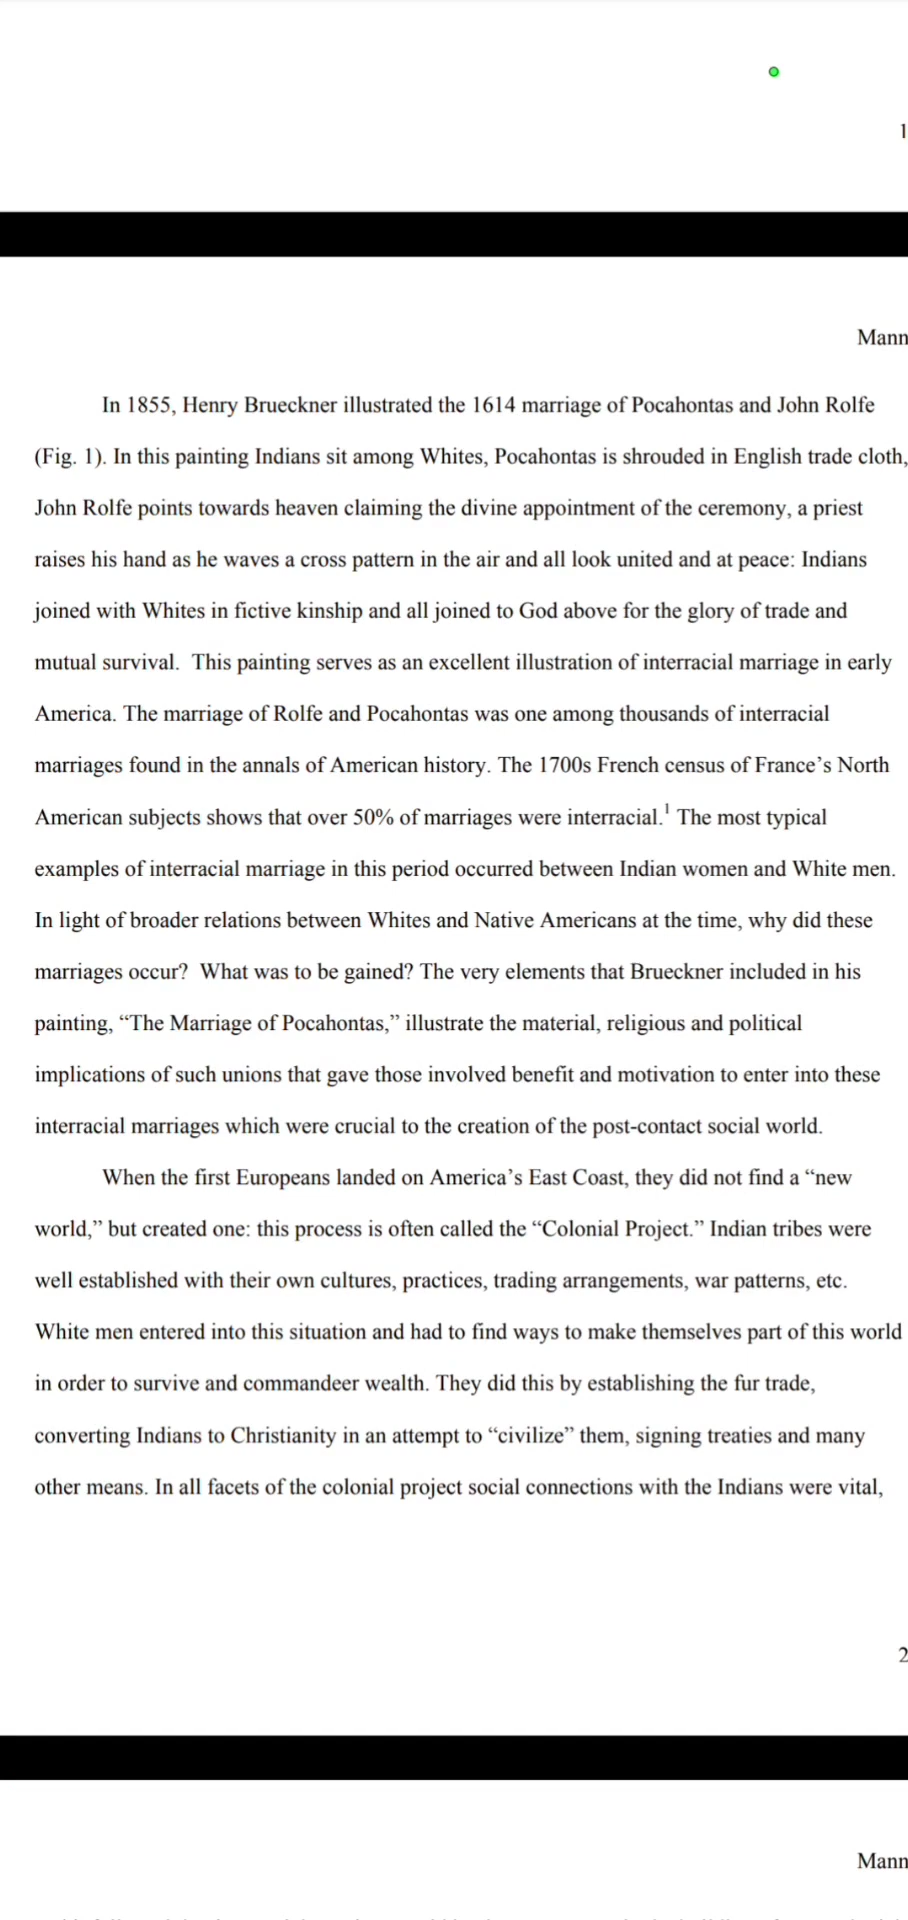 1
Mann
In 1855, Henry Brueckner illustrated the 1614 marriage of Pocahontas and John Rolfe
(Fig. 1). In this painting Indians sit among Whites, Pocahontas is shrouded in English trade cloth,
John Rolfe points towards heaven claiming the divine appointment of the ceremony, a priest
raises his hand as he waves a cross pattern in the air and all look united and at peace: Indians
joined with Whites in fictive kinship and all joined to God above for the glory of trade and
mutual survival.  This painting serves as an excellent illustration of interracial marriage in early
America. The marriage of Rolfe and Pocahontas was one among thousands of interracial
marriages found in the annals of American history. The 1700s French census of France’s North
American subjects shows that over 50% of marriages were interracial.¹ The most typical
examples of interracial marriage in this period occurred between Indian women and White men.
In light of broader relations between Whites and Native Americans at the time, why did these
marriages occur?  What was to be gained? The very elements that Brueckner included in his
painting, “The Marriage of Pocahontas,” illustrate the material, religious and political
implications of such unions that gave those involved benefit and motivation to enter into these
interracial marriages which were crucial to the creation of the post-contact social world.
When the first Europeans landed on America’s East Coast, they did not find a “new
world,” but created one: this process is often called the “Colonial Project.” Indian tribes were
well established with their own cultures, practices, trading arrangements, war patterns, etc.
White men entered into this situation and had to find ways to make themselves part of this world
in order to survive and commandeer wealth. They did this by establishing the fur trade,
converting Indians to Christianity in an attempt to “civilize” them, signing treaties and many
other means. In all facets of the colonial project social connections with the Indians were vital,
2
Mann